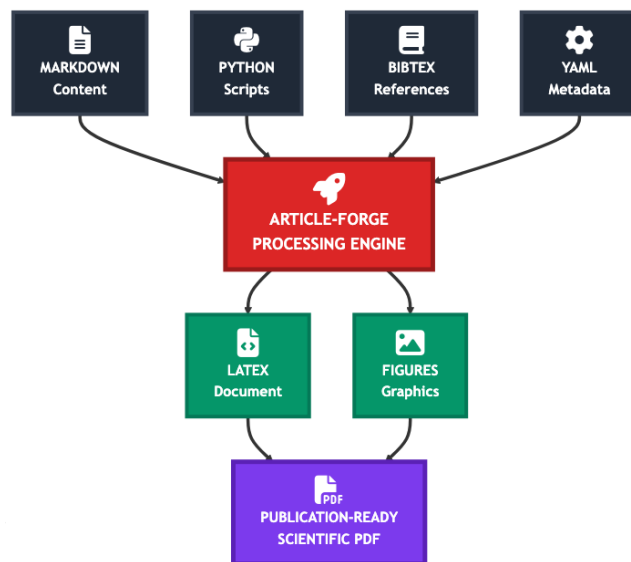 MARKDOWN
Content
PYTHON
Scripts
BIBTEX
References
YAML
Metadata
ARTICLE-FORGE
PROCESSING ENGINE
LATEX
Document
FIGURES
Graphics
PDF
PUBLICATION-READY
SCIENTIFIC PDF